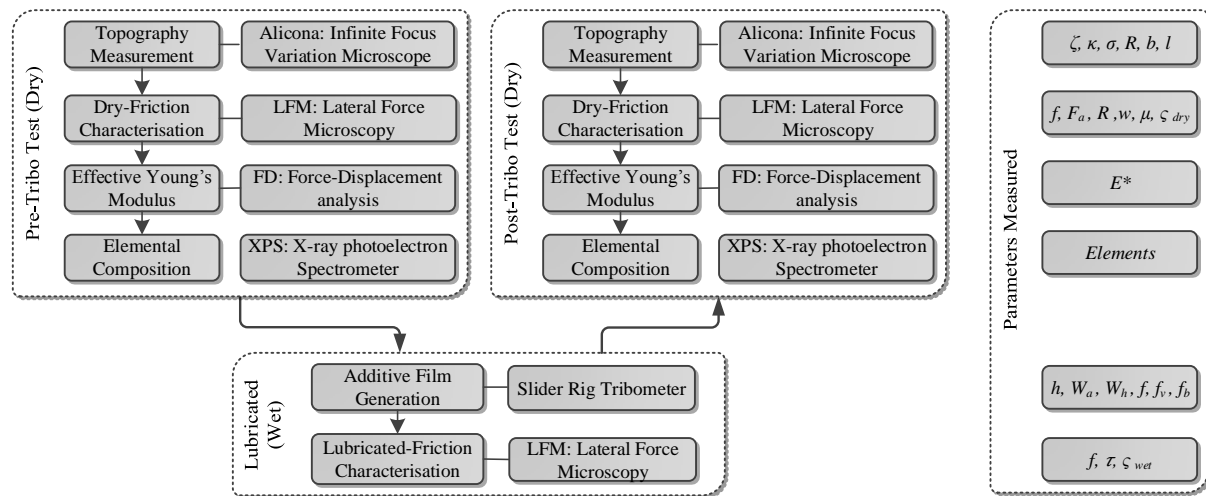 Pre-Tribo Test (Dry)
Topography
Measurement
Alicona: Infinite Focus
Variation Microscope
Dry-Friction
Characterisation
LFM: Lateral Force
Microscopy
Effective Young's
Modulus
FD: Force-Displacement
analysis
Elemental
Composition
XPS: X-ray photoelectron
Spectrometer
Post-Tribo Test (Dry)
Topography
Measurement
Alicona: Infinite Focus
Variation Microscope
Dry-Friction
Characterisation
LFM: Lateral Force
Microscopy
Effective Young's
Modulus
FD: Force-Displacement
analysis
Elemental
Composition
XPS: X-ray photoelectron
Spectrometer
Lubricated
(Wet)
Additive Film
Generation
Slider Rig Tribometer
Lubricated-Friction
Characterisation
LFM: Lateral Force
Microscopy
Parameters Measured
ζ, κ, σ, R, b, l
f, Fa, R ,w, μ, ς dry
E*
Elements
h, Wa, Wh, f, fv, fb
f, τ, ς wet